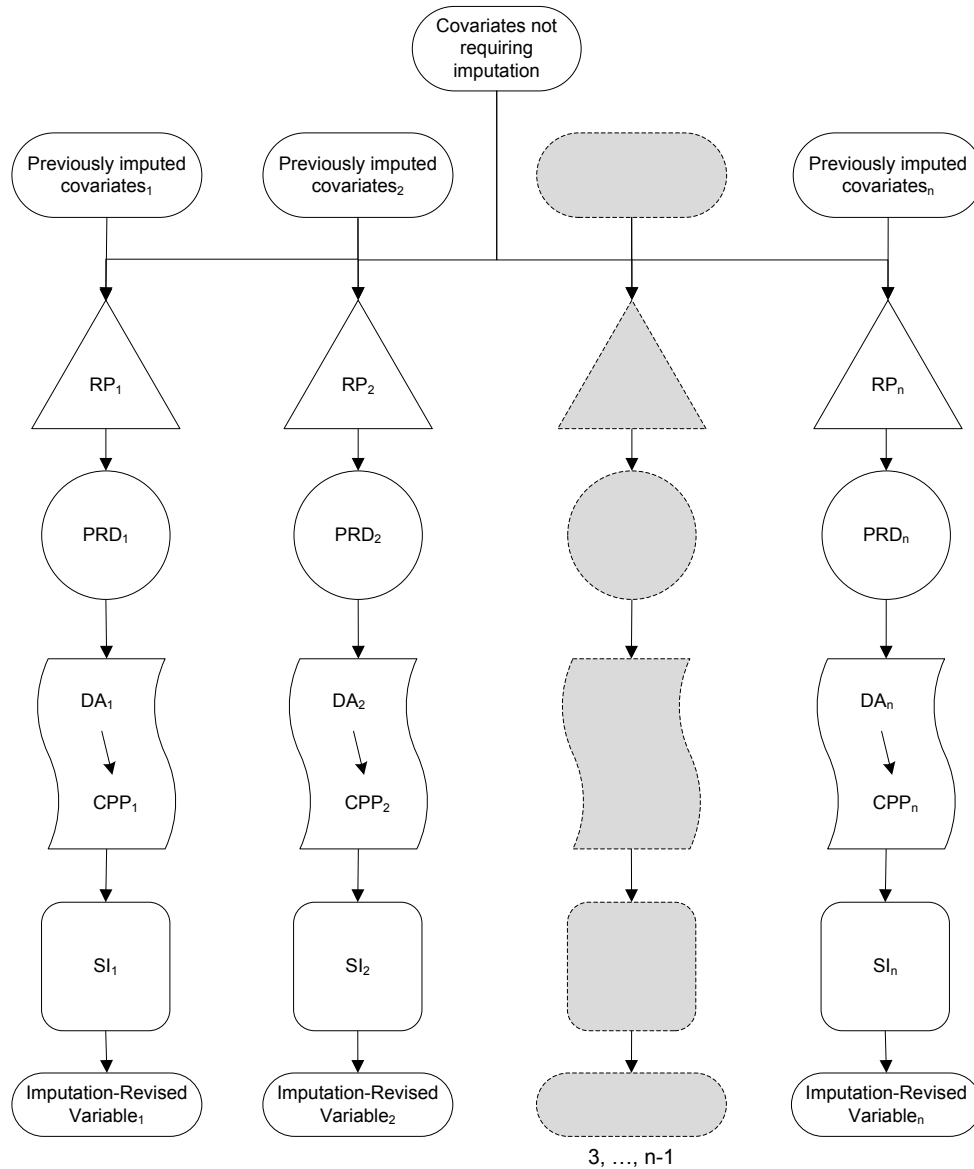 Covariates not
requiring
imputation
Previously imputed
covariates₁
Previously imputed
covariates₂
Previously imputed
covariatesₙ
RP₁
RP₂
RPₙ
PRD₁
PRD₂
PRDₙ
DA₁
DA₂
DAₙ
CPP₁
CPP₂
CPPₙ
SI₁
SI₂
SIₙ
Imputation-Revised
Variable₁
Imputation-Revised
Variable₂
Imputation-Revised
Variableₙ
3, …, n-1